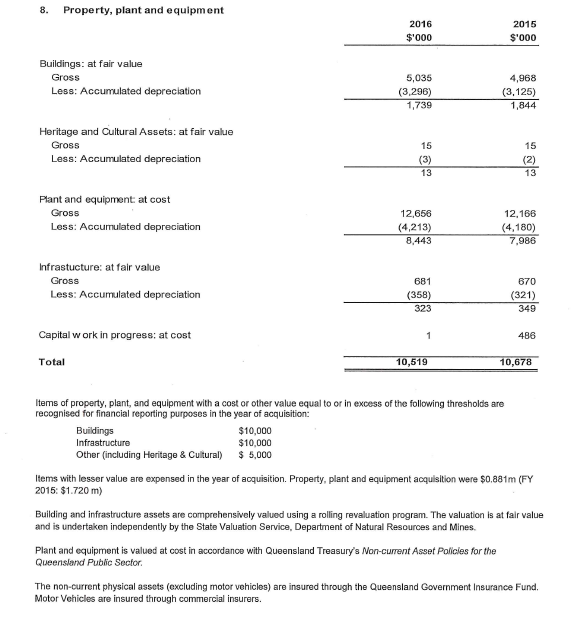 8. Property, plant and equipment
2016 2015
$'000 $'000
Buildings: at fair value
Gross 5,035 4,968
Less: Accumulated depreciation (3,296) (3,125)
1,739 1,844
Heritage and Cultural Assets: at fair value
Gross 15 15
Less: Accumulated depreciation (3) (2)
13 13
Plant and equipment: at cost
Gross 12,656 12,166
Less: Accumulated depreciation (4,213) (4,180)
8,443 7,986
Infrastucture: at fair value
Gross 681 670
Less: Accumulated depreciation (358) (321)
323 349
Capital work in progress: at cost 1 486
Total 10,519 10,678
Items of property, plant, and equipment with a cost or other value equal to or in excess of the following thresholds are
recognised for financial reporting purposes in the year of acquisition:
Buildings $10,000
Infrastructure $10,000
Other (including Heritage & Cultural) $ 5,000
Items with lesser value are expensed in the year of acquisition. Property, plant and equipment acquisition were $0.881m (FY
2015: $1.720 m)
Building and infrastructure assets are comprehensively valued using a rolling revaluation program. The valuation is at fair value
and is undertaken independently by the State Valuation Service, Department of Natural Resources and Mines.
Plant and equipment is valued at cost in accordance with Queensland Treasury's Non-current Asset Policies for the
Queensland Public Sector.
The non-current physical assets (excluding motor vehicles) are insured through the Queensland Government Insurance Fund.
Motor Vehicles are insured through commercial insurers.